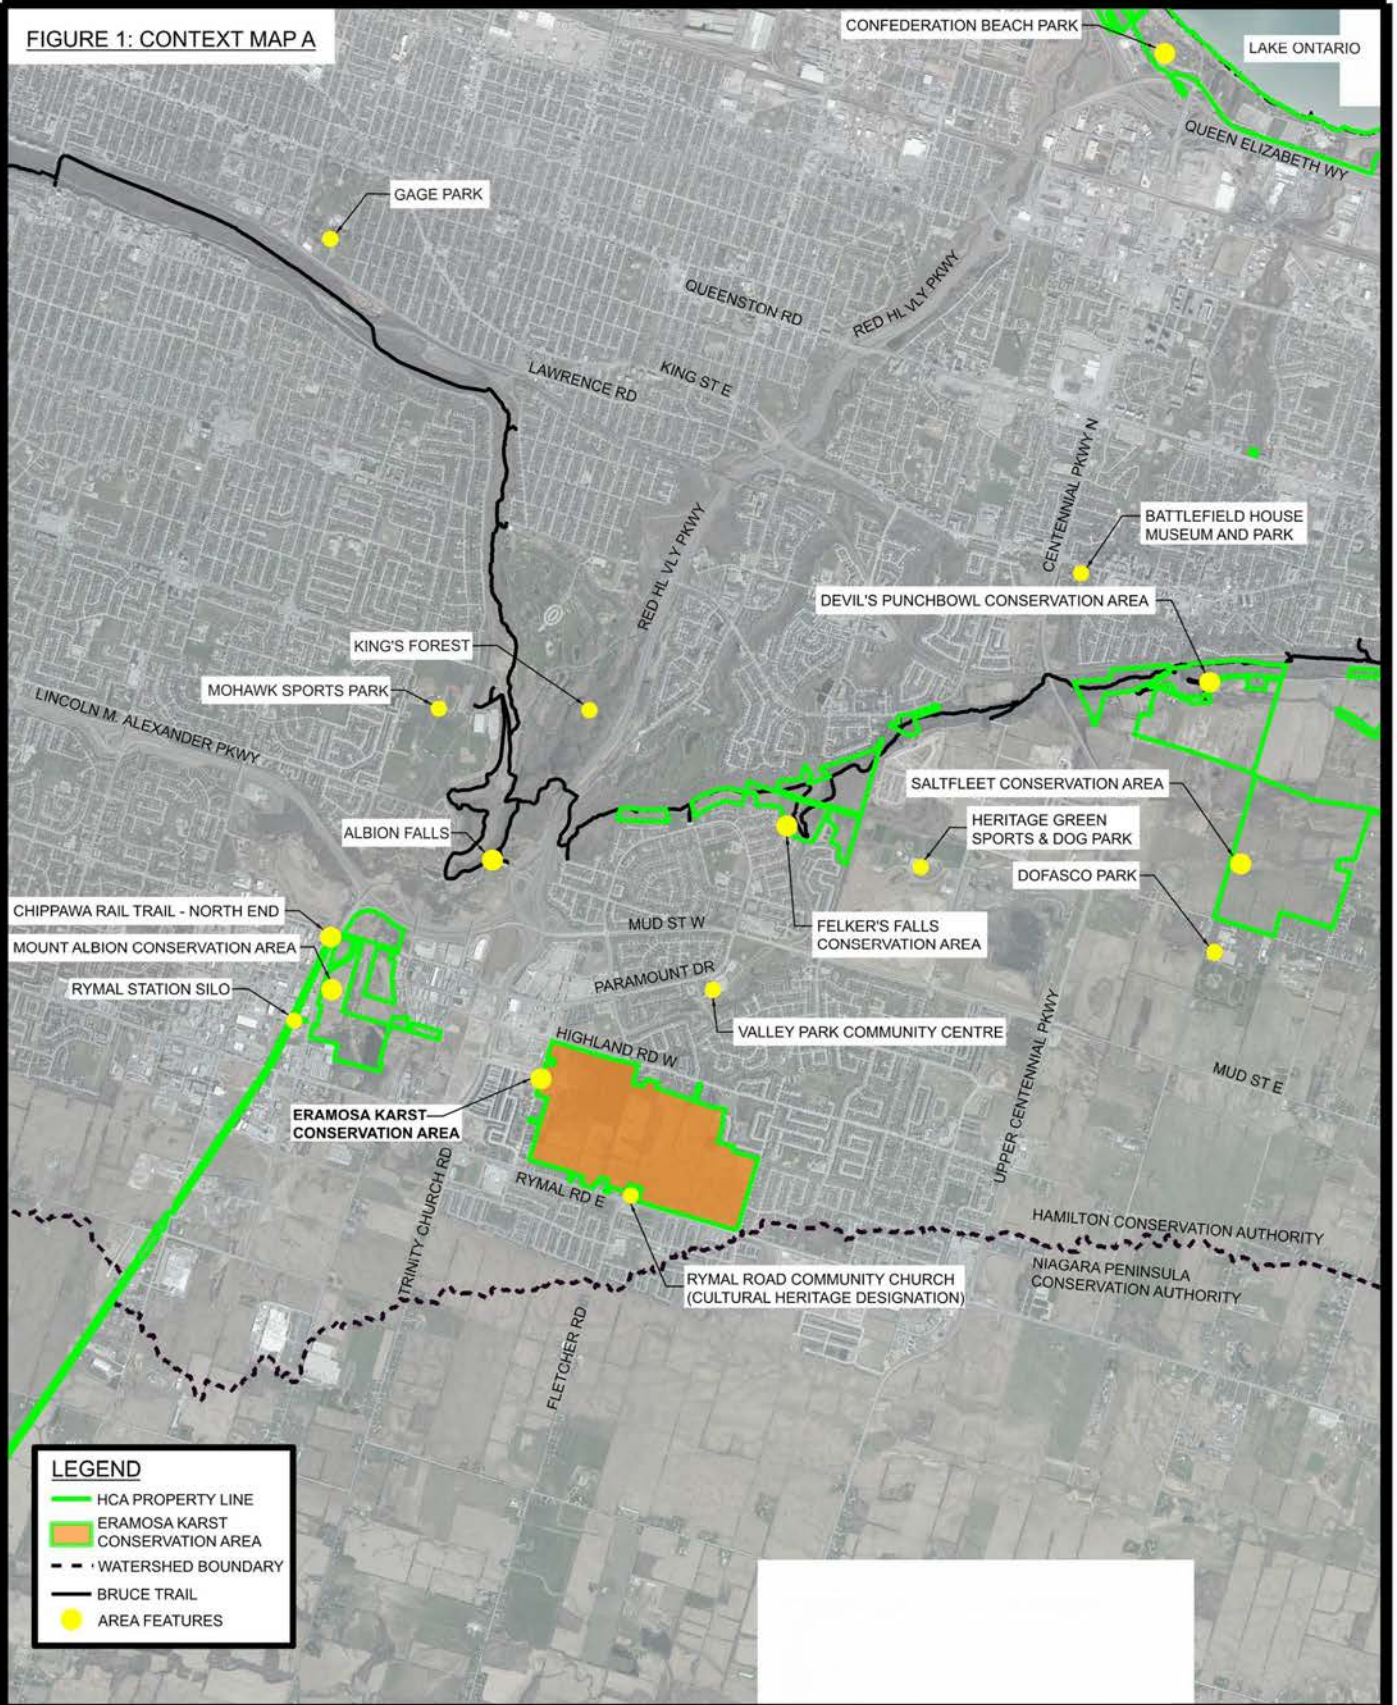 FIGURE 1: CONTEXT MAP A
CONFEDERATION BEACH PARK
LAKE ONTARIO
QUEEN ELIZABETH WY
GAGE PARK
QUEENSTON RD
RED HL VLY PKWY
LAWRENCE RD
KING ST E
CENTENNIAL PKWY N
RED HL VLY PKWY
BATTLEFIELD HOUSE
MUSEUM AND PARK
DEVIL'S PUNCHBOWL CONSERVATION AREA
KING'S FOREST
MOHAWK SPORTS PARK
LINCOLN M. ALEXANDER PKWY
SALTFLEET CONSERVATION AREA
HERITAGE GREEN
SPORTS & DOG PARK
ALBION FALLS
DOFASCO PARK
CHIPPAWA RAIL TRAIL - NORTH END
MUD ST W
FELKER'S FALLS
CONSERVATION AREA
MOUNT ALBION CONSERVATION AREA
PARAMOUNT DR
RYMAL STATION SILO
VALLEY PARK COMMUNITY CENTRE
HIGHLAND RD W
UPPER CENTENNIAL PKWY
MUD ST E
ERAMOSA KARST
CONSERVATION AREA
TRINITY CHURCH RD
RYMAL RD E
HAMILTON CONSERVATION AUTHORITY
NIAGARA PENINSULA
CONSERVATION AUTHORITY
RYMAL ROAD COMMUNITY CHURCH
(CULTURAL HERITAGE DESIGNATION)
FLETCHER RD
LEGEND
HCA PROPERTY LINE
ERAMOSA KARST
CONSERVATION AREA
WATERSHED BOUNDARY
BRUCE TRAIL
AREA FEATURES